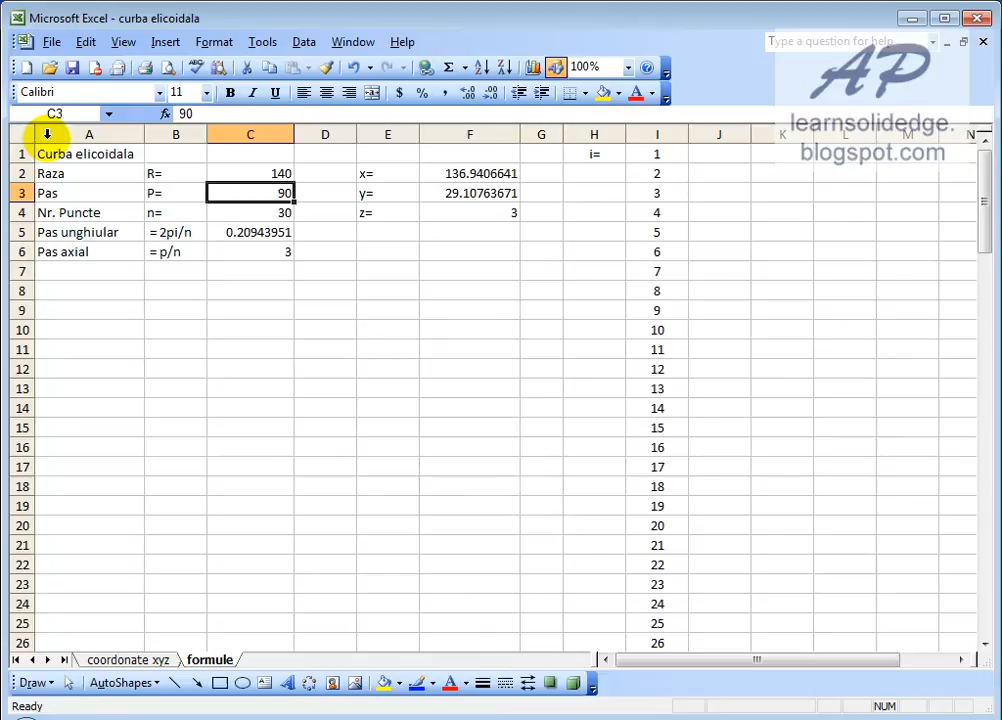 Microsoft Excel - curba elicoidala
File Edit View Insert Format Tools Data Window Help
Type a question for help
100%
Calibri 11 B I U $ % ,
C3 fx 90
AP
learnsolidedge.
blogspot.com
A B C D E F G H I J K L M N
1 Curba elicoidala i= 1
2 Raza R= 140 x= 136.9406641 2
3 Pas P= 90 y= 29.10763671 3
4 Nr. Puncte n= 30 z= 3 4
5 Pas unghiular = 2pi/n 0.20943951 5
6 Pas axial = p/n 3 6
7 7
8 8
9 9
10 10
11 11
12 12
13 13
14 14
15 15
16 16
17 17
18 18
19 19
20 20
21 21
22 22
23 23
24 24
25 25
26 26
coordonate xyz formule
Draw AutoShapes
Ready NUM